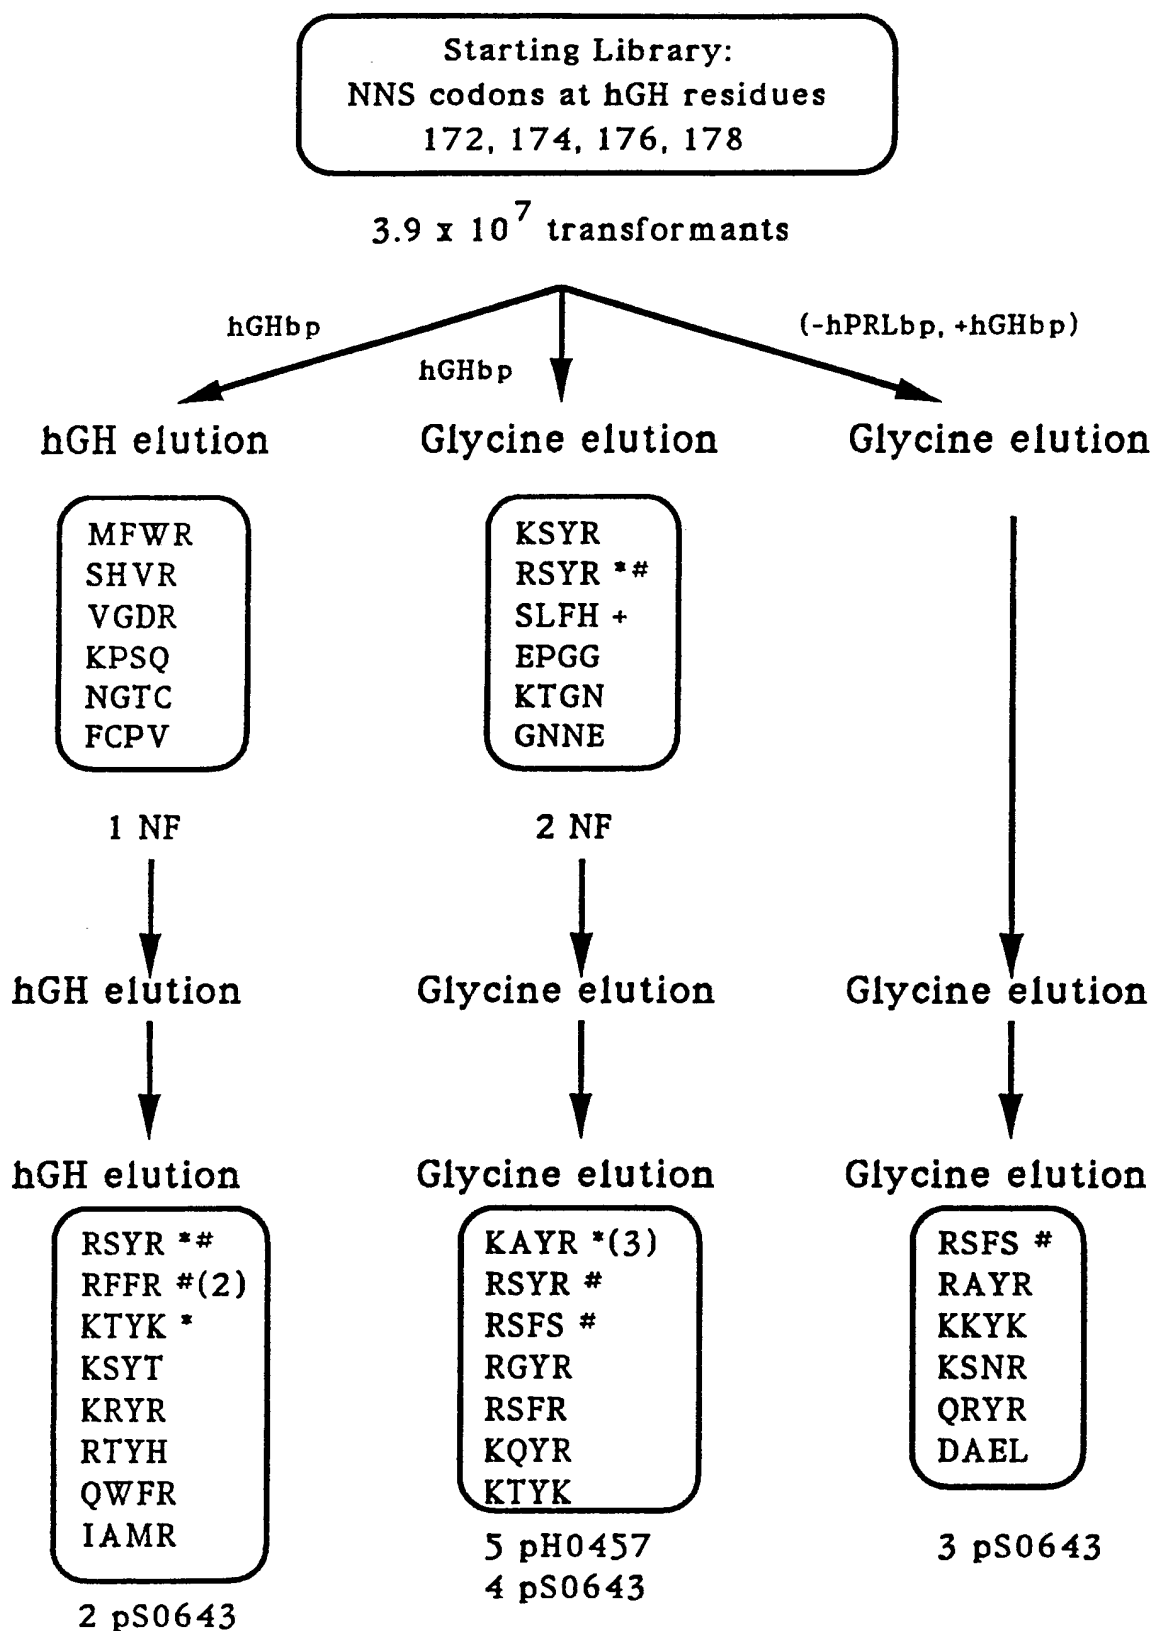 Starting Library:
NNS codons at hGH residues
172, 174, 176, 178
3.9 x 10^7 transformants
hGHbp
hGHbp
(-hPRLbp, +hGHbp)
hGH elution
Glycine elution
Glycine elution
MFWR
SHVR
VGDR
KPSQ
NGTC
FCPV
1 NF
KSYR
RSYR *#
SLFH +
EPGG
KTGN
GNNE
2 NF
hGH elution
Glycine elution
Glycine elution
hGH elution
Glycine elution
Glycine elution
RSYR *#
RFFR #(2)
KTYK *
KSYT
KRYR
RTYH
QWFR
IAMR
2 pS0643
KAYR *(3)
RSYR #
RSFS #
RGYR
RSFR
KQYR
KTYK
5 pH0457
4 pS0643
RSFS #
RAYR
KKYK
KSNR
QRYR
DAEL
3 pS0643